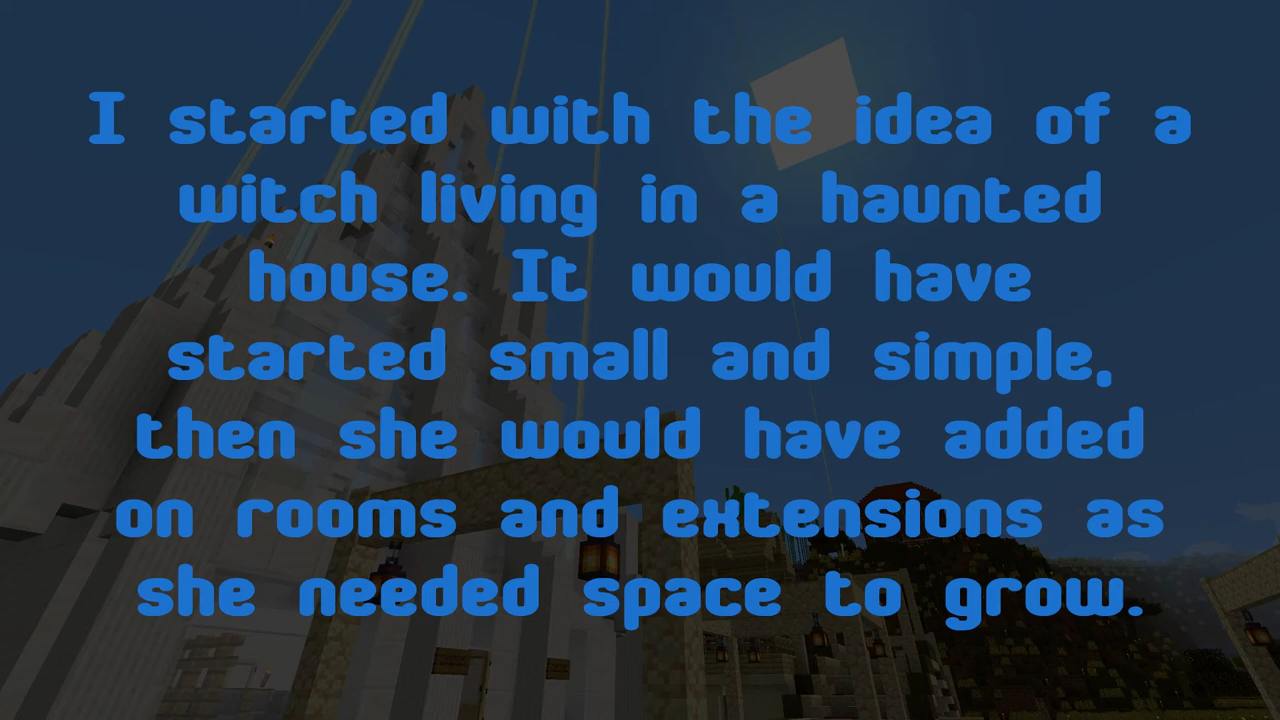 I started with the idea of a
witch living in a haunted
house. It would have
started small and simple,
then she would have added
on rooms and extensions as
she needed space to grow.